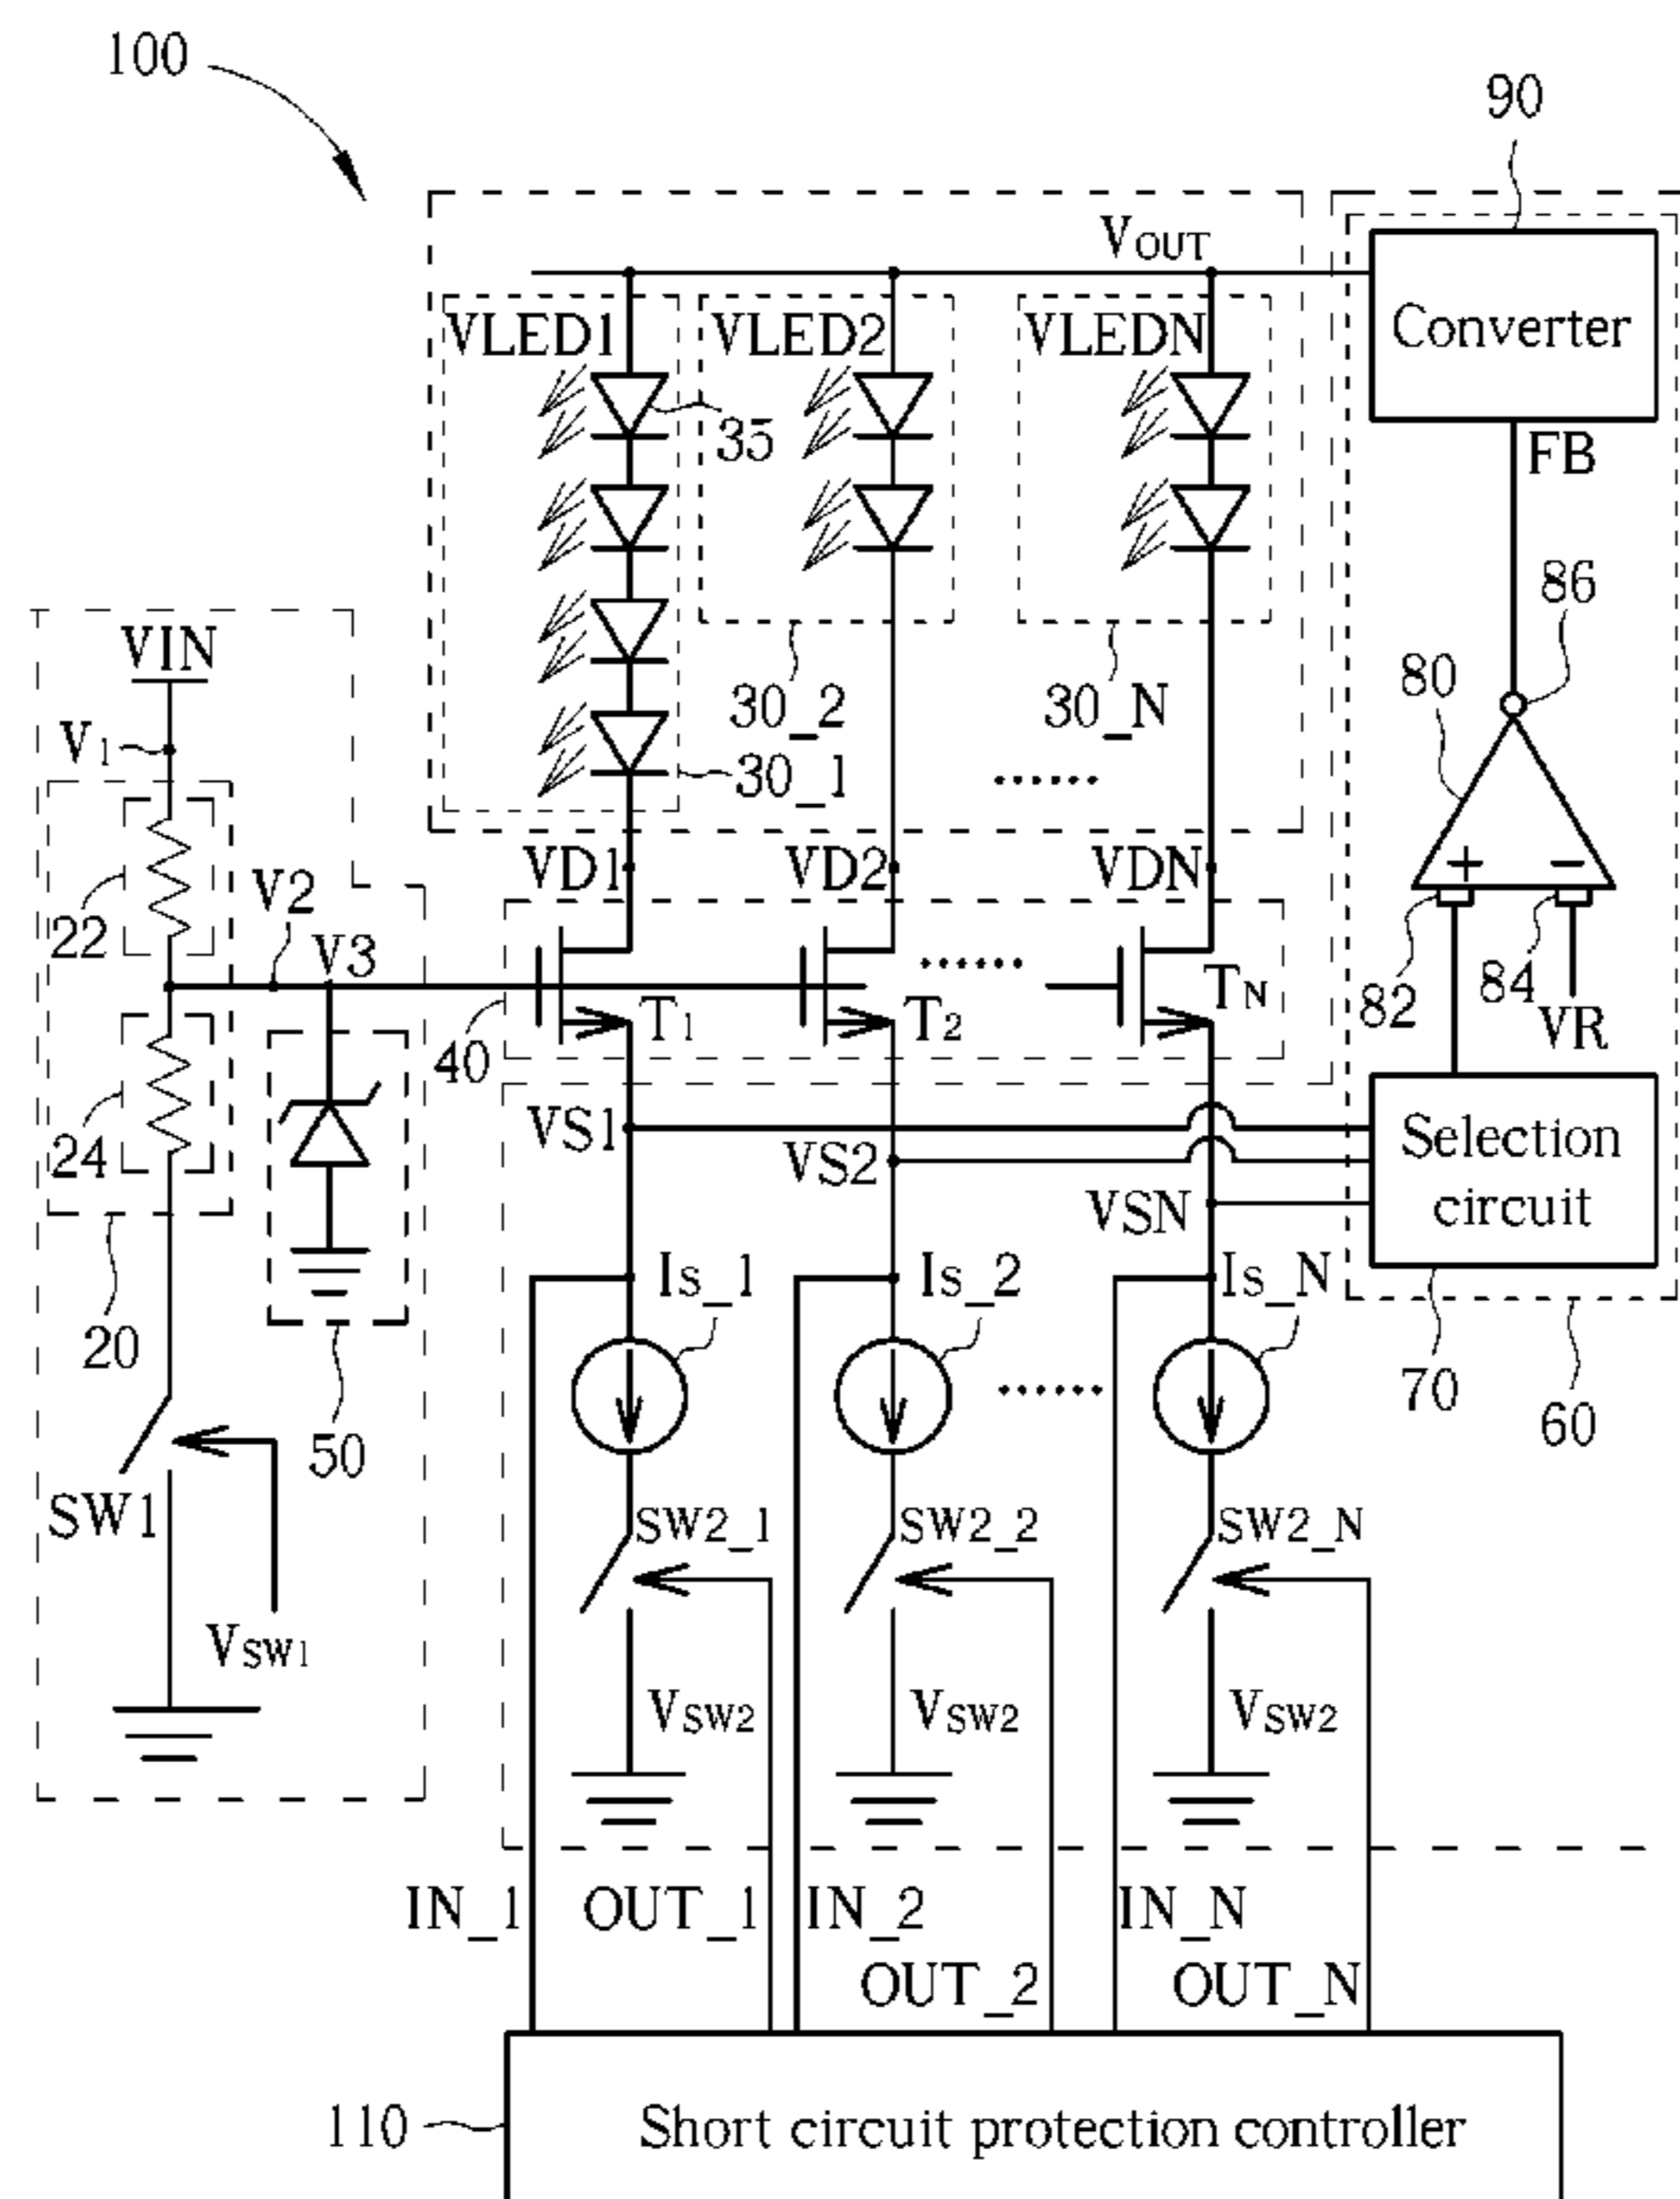 100
90
VOUT
VLED1
VLED2
VLEDN
Converter
35
FB
86
VIN
80
V1
30_2
30_N
30_1
VD1
VD2
VDN
+
−
22
V2
V3
82
84
VR
40
T1
T2
TN
24
VS1
VS2
VSN
Selection
circuit
IS_1
IS_2
IS_N
20
50
70
60
SW1
SW2_1
SW2_2
SW2_N
VSW1
VSW2
VSW2
VSW2
IN_1
OUT_1
IN_2
IN_N
OUT_2
OUT_N
110
Short circuit protection controller